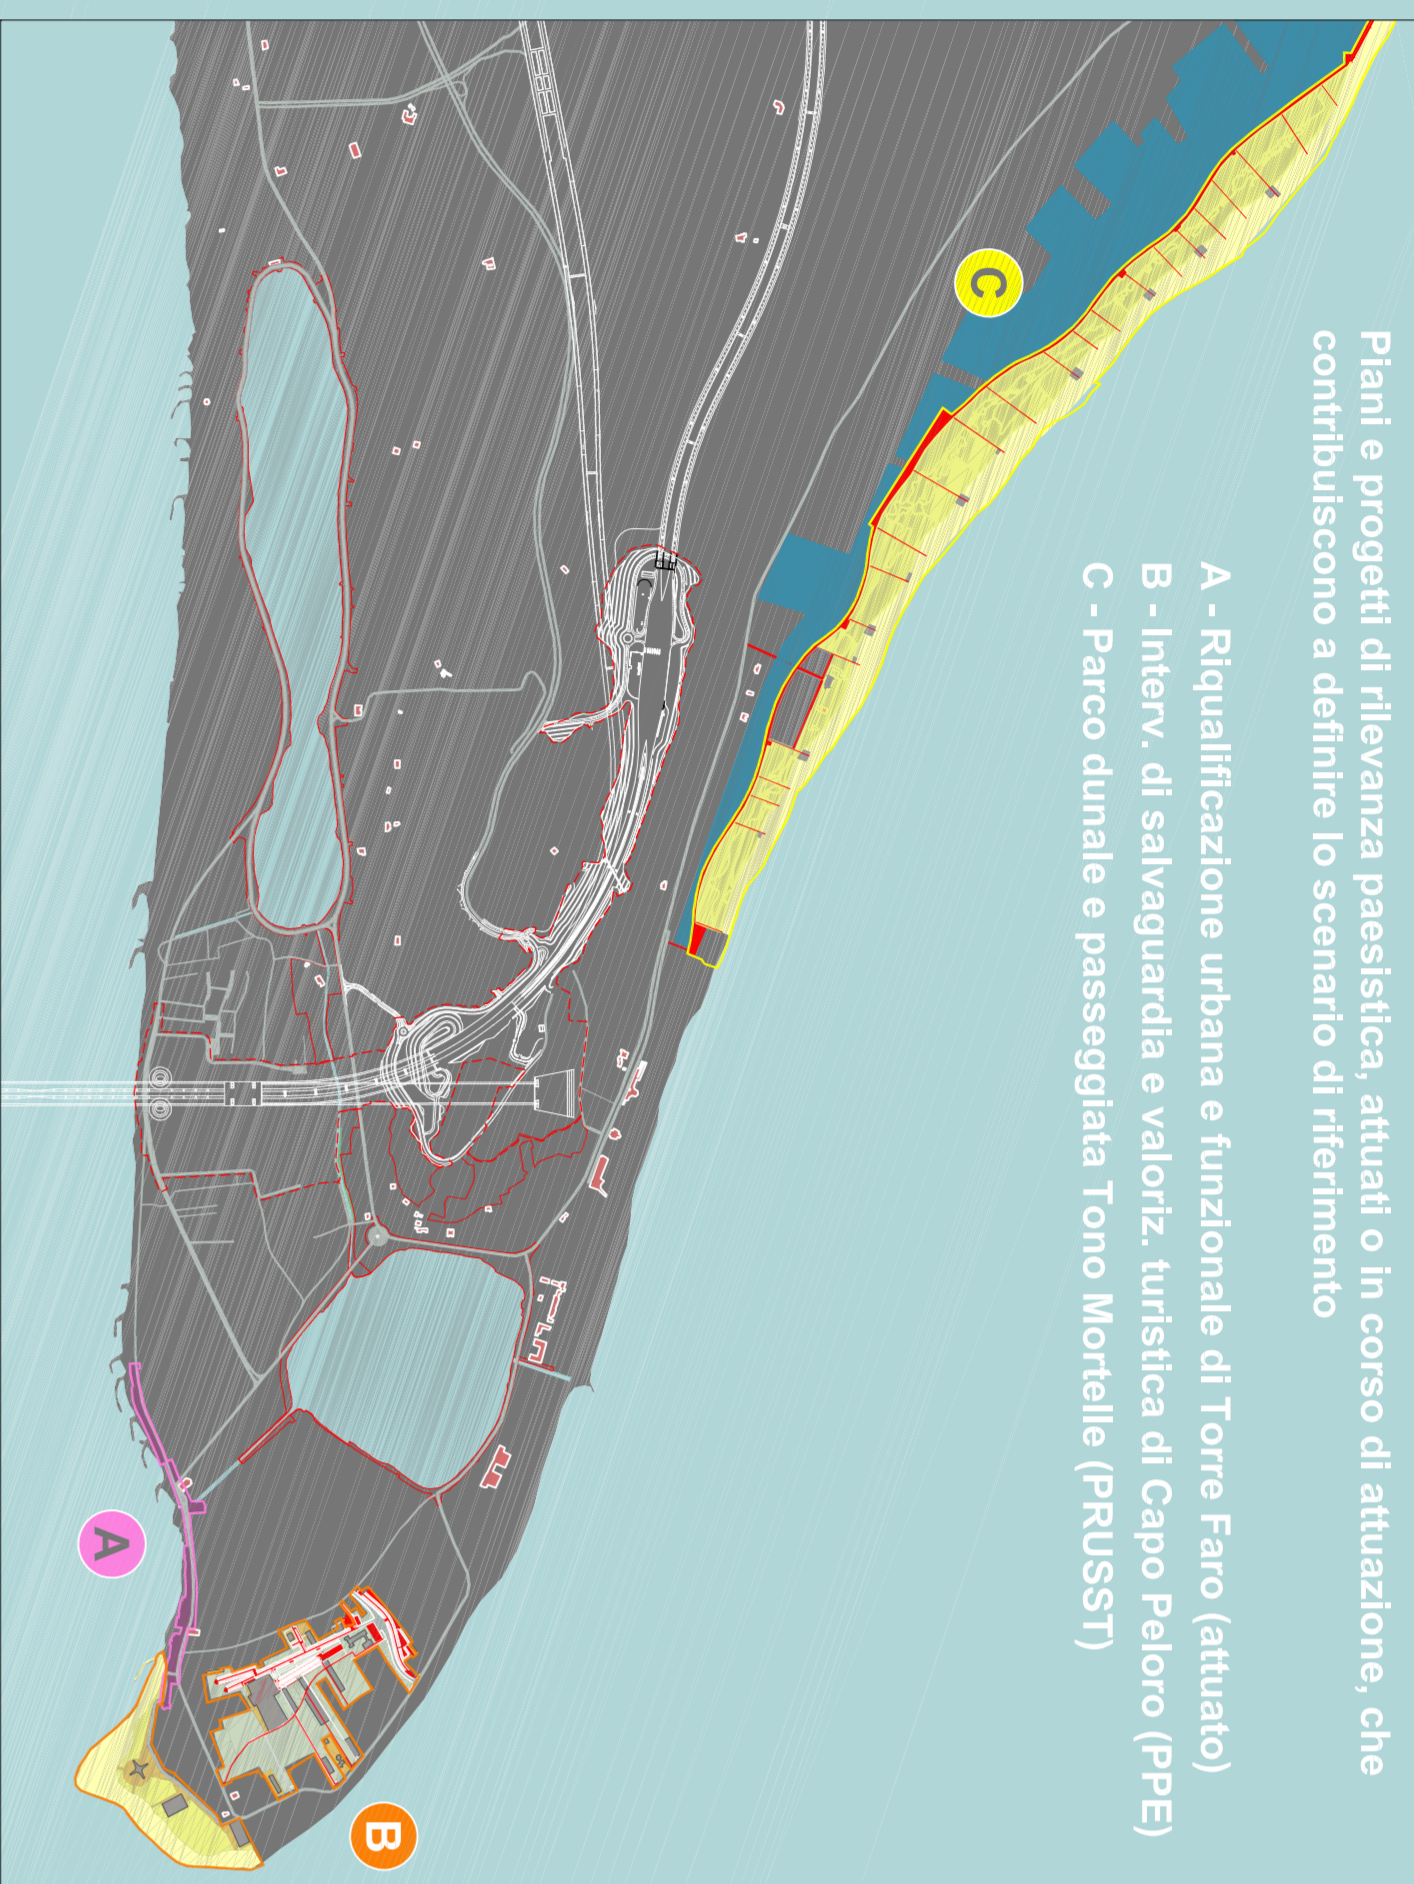 Piani e progetti di rilevanza paesistica, attuati o in corso di attuazione, che
contribuiscono a definire lo scenario di riferimento
A - Riqualificazione urbana e funzionale di Torre Faro (attuato)
B - Interv. di salvaguardia e valoriz. turistica di Capo Peloro (PPE)
C - Parco dunale e passeggiata Tono Mortelle (PRUSST)
C
A
B